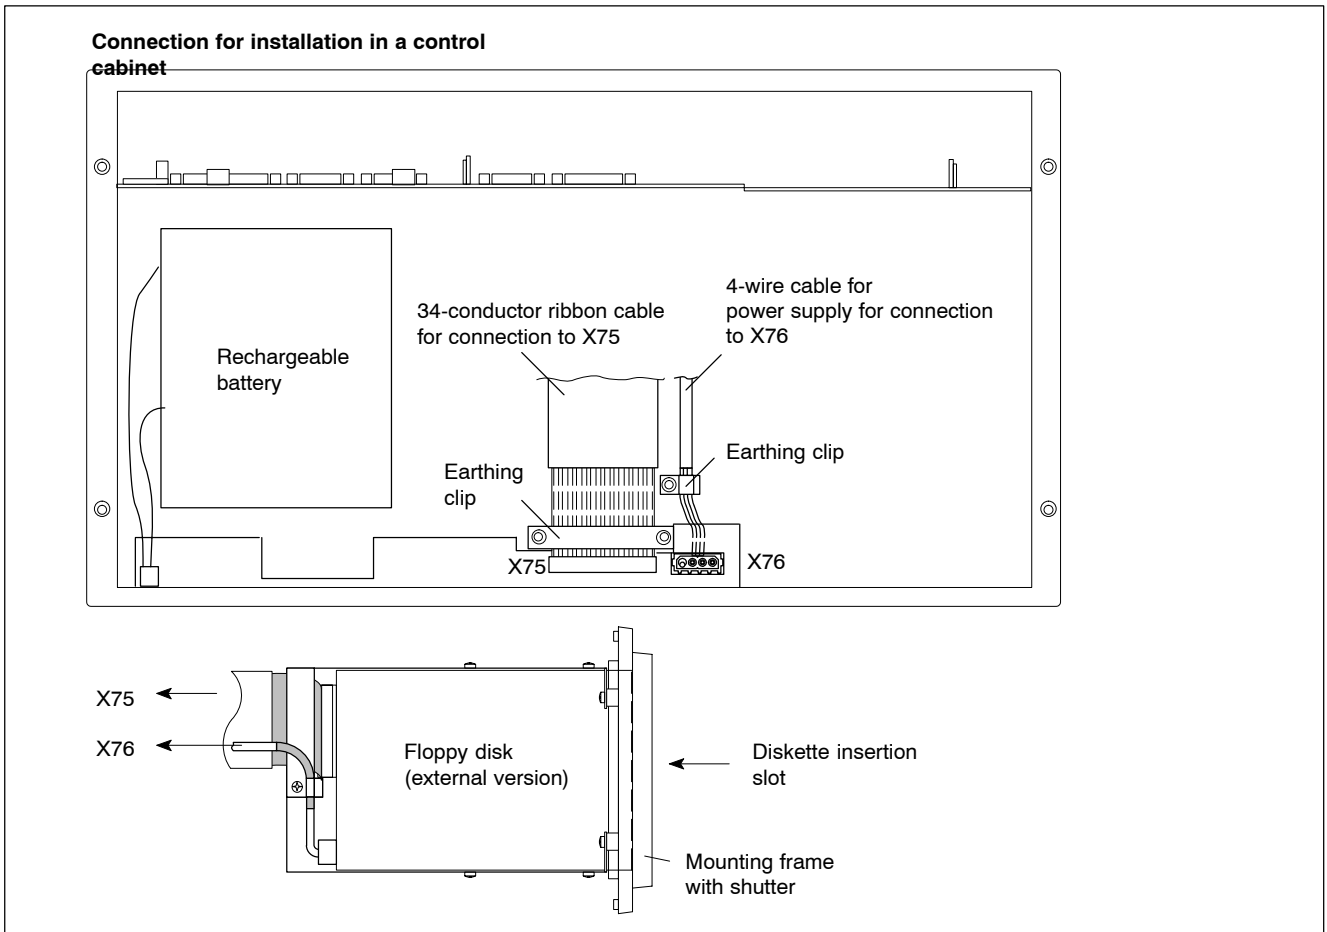 Connection for installation in a control
cabinet
34-conductor ribbon cable
for connection to X75
4-wire cable for
power supply for connection
to X76
Rechargeable
battery
Earthing
clip
Earthing clip
X75
X76
X75
X76
Floppy disk
(external version)
Diskette insertion
slot
Mounting frame
with shutter